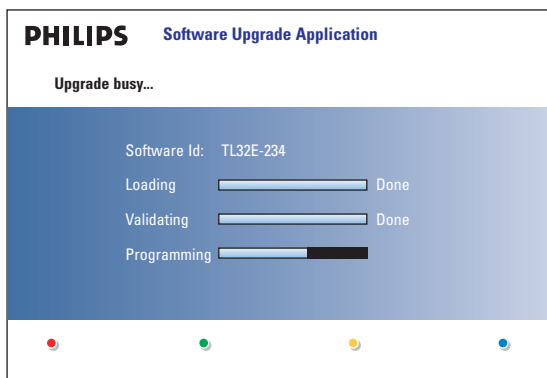 PHILIPS Software Upgrade Application
Upgrade busy...
Software Id: TL32E-234
Loading Done
Validating Done
Programming